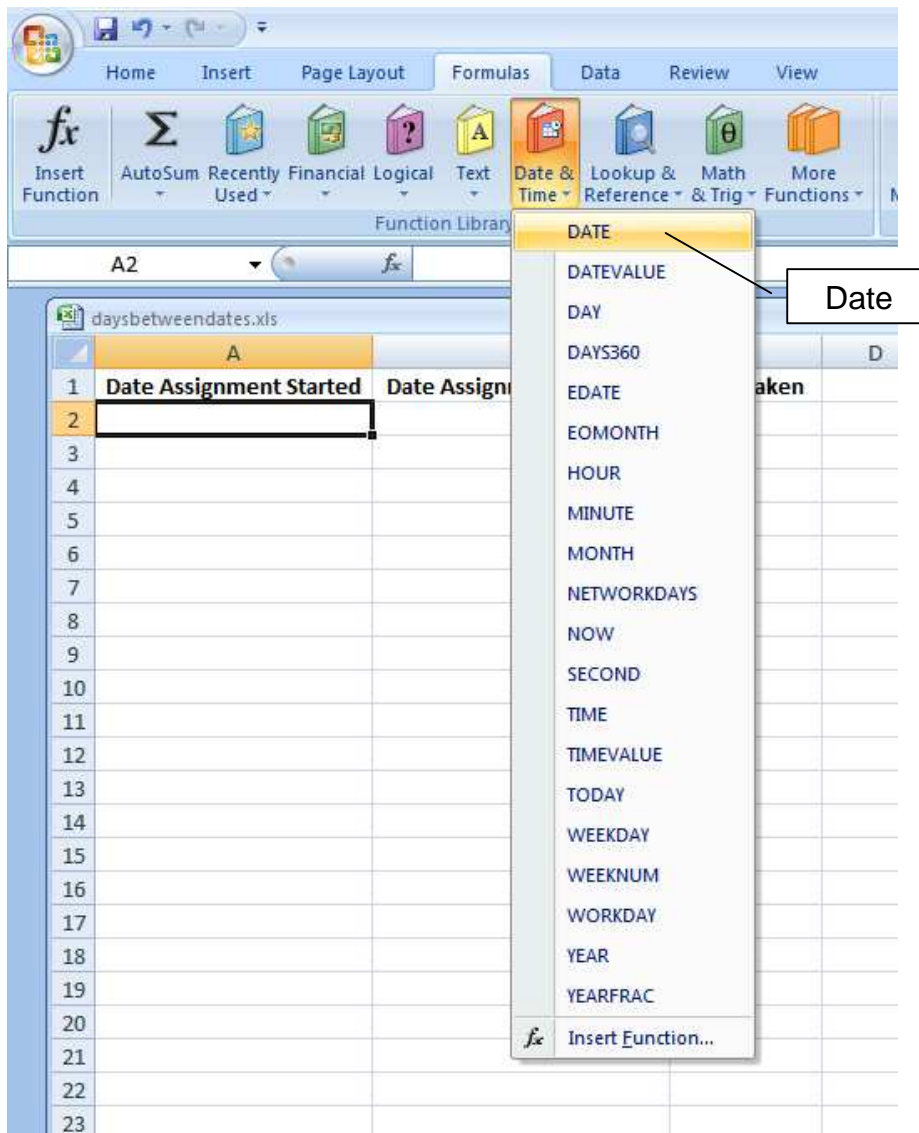 Home Insert Page Layout Formulas Data Review View
fx Σ ? A θ
Insert Function AutoSum Recently Used Financial Logical Text Date & Time Lookup & Reference Math & Trig More Functions
Function Library
A2 fx
DATE
Date
DATEVALUE
daysbetweendates.xls
DAY
A D
DAYS360
1 Date Assignment Started Date Assignm aken
EDATE
2
EOMONTH
3
HOUR
4
MINUTE
5
MONTH
6
NETWORKDAYS
7
NOW
8
9
SECOND
10
TIME
11
TIMEVALUE
12
TODAY
13
WEEKDAY
14
15
WEEKNUM
16
WORKDAY
17
YEAR
18
YEARFRAC
19
20
fx Insert Function...
21
22
23